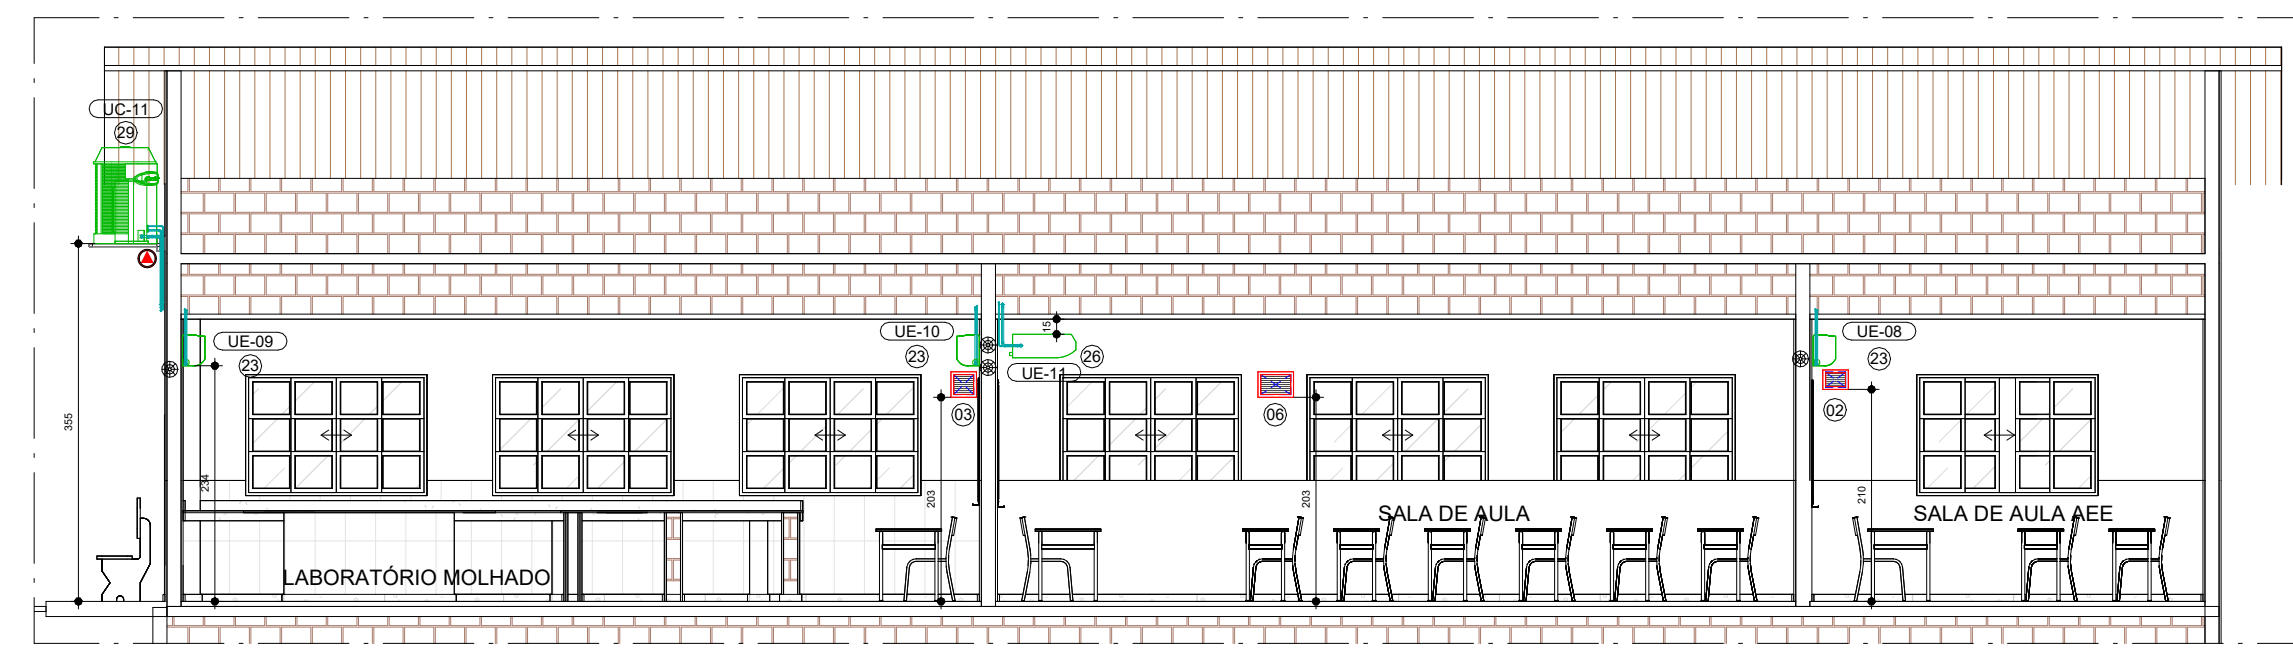 UC-11
29
UE-09
23
UE-10
23
15
26
UE-11
UE-08
23
03
06
02
355
234
203
203
210
SALA DE AULA
SALA DE AULA AEE
LABORATÓRIO MOLHADO